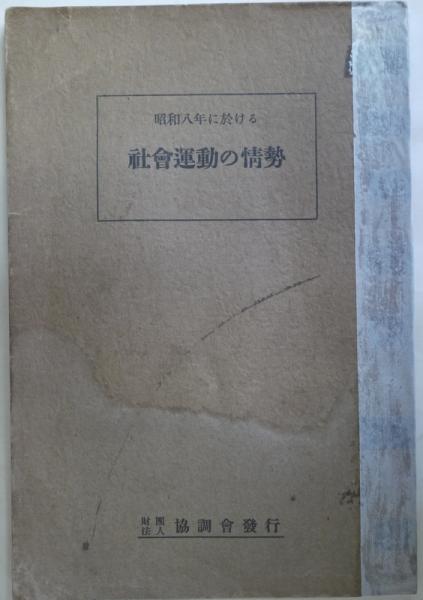 昭和八年に於ける
社會運動の情勢
財團法人 協調會發行